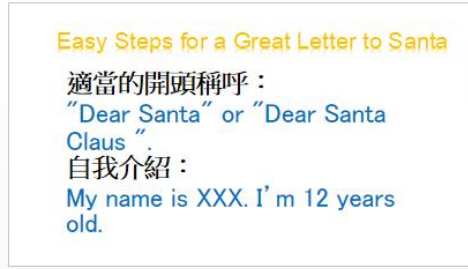 Easy Steps for a Great Letter to Santa
適當的開頭稱呼：
"Dear Santa" or "Dear Santa
Claus ".
自我介紹：
My name is XXX. I'm 12 years
old.